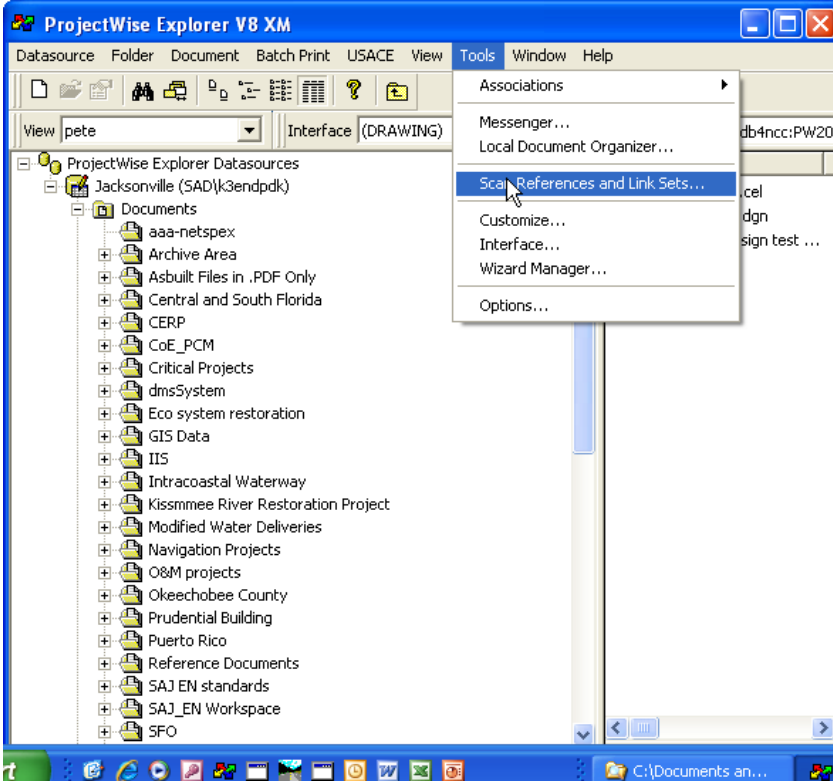 ProjectWise Explorer V8 XM
Datasource Folder Document Batch Print USACE View Tools Window Help
View pete Interface (DRAWING) db4ncc:PW20
Associations
Messenger...
Local Document Organizer...
Scan References and Link Sets...
Customize...
Interface...
Wizard Manager...
Options...
.cel
dgn
sign test ...
ProjectWise Explorer Datasources
Jacksonville (SAD\k3endpdk)
Documents
aaa-netspex
Archive Area
Asbuilt Files in .PDF Only
Central and South Florida
CERP
CoE_PCM
Critical Projects
dmsSystem
Eco system restoration
GIS Data
IIS
Intracoastal Waterway
Kissmmee River Restoration Project
Modified Water Deliveries
Navigation Projects
O&M projects
Okeechobee County
Prudential Building
Puerto Rico
Reference Documents
SAJ EN standards
SAJ_EN Workspace
SFO
C:\Documents an...